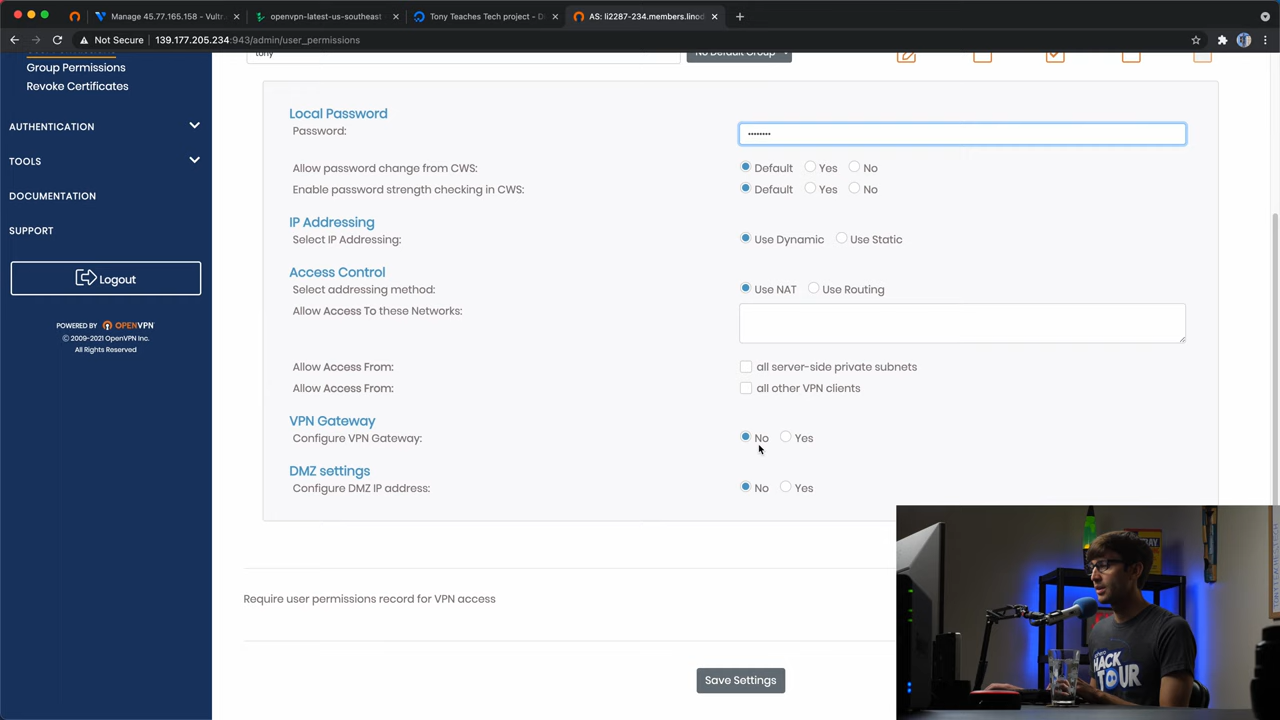 Manage 45.77.165.158 - Vultr
openvpn-latest-us-southeast
Tony Teaches Tech project - D
AS: li2287-234.members.linod
Not Secure 139.177.205.234:943/admin/user_permissions
Group Permissions
Revoke Certificates
AUTHENTICATION
TOOLS
DOCUMENTATION
SUPPORT
Logout
POWERED BY OPENVPN
© 2009-2021 OpenVPN Inc.
All Rights Reserved
tony No Default Group
Local Password
Password: ••••••••
Allow password change from CWS: Default Yes No
Enable password strength checking in CWS: Default Yes No
IP Addressing
Select IP Addressing: Use Dynamic Use Static
Access Control
Select addressing method: Use NAT Use Routing
Allow Access To these Networks:
Allow Access From: all server-side private subnets
Allow Access From: all other VPN clients
VPN Gateway
Configure VPN Gateway: No Yes
DMZ settings
Configure DMZ IP address: No Yes
Require user permissions record for VPN access
Save Settings
HACK
TOUR